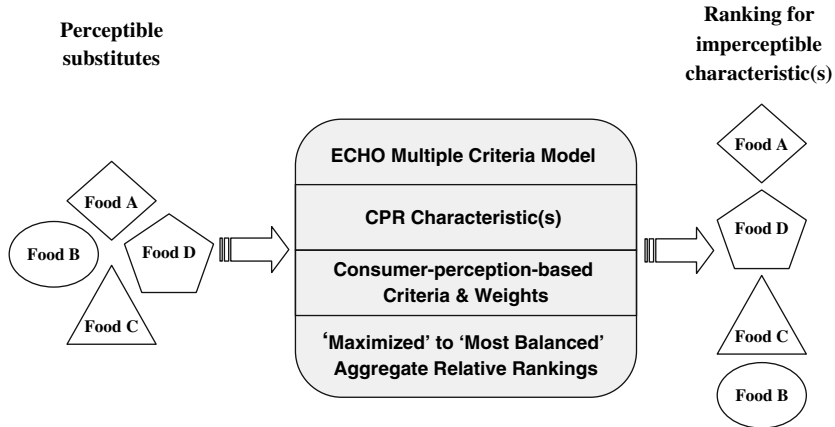 Perceptible
substitutes
Food A
Food B
Food D
Food C
ECHO Multiple Criteria Model
CPR Characteristic(s)
Consumer-perception-based
Criteria & Weights
‘Maximized’ to ‘Most Balanced’
Aggregate Relative Rankings
Ranking for
imperceptible
characteristic(s)
Food A
Food D
Food C
Food B